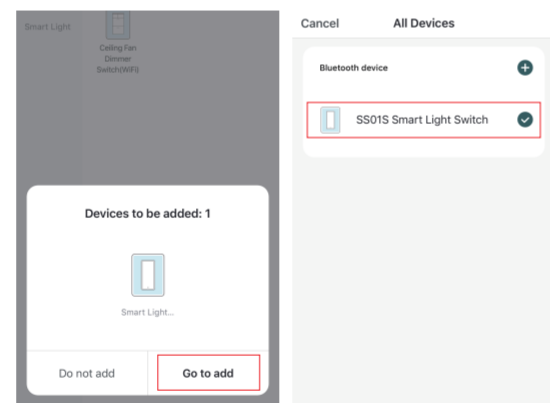 Smart Light
Ceiling Fan
Dimmer
Switch(WiFi)
Devices to be added: 1
Smart Light...
Do not add
Go to add
Cancel
All Devices
Bluetooth device
SS01S Smart Light Switch